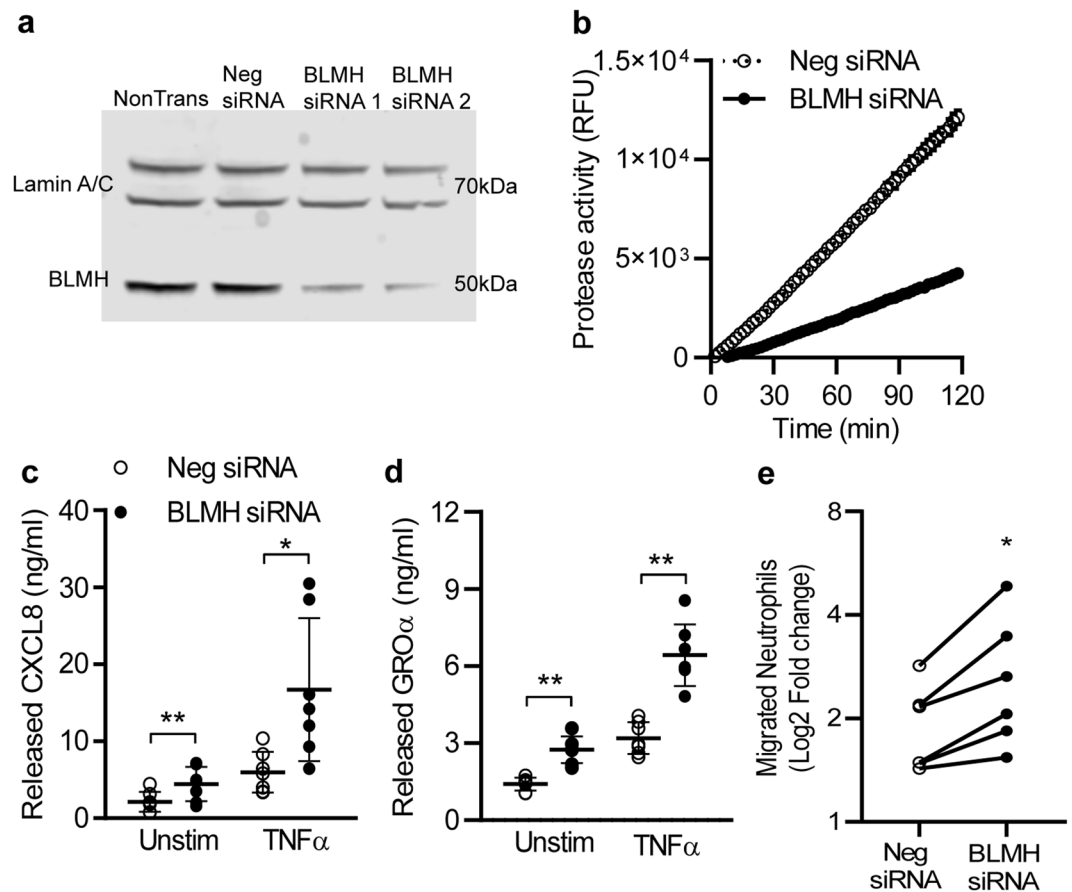 a
NonTrans
Neg
siRNA
BLMH
siRNA 1
BLMH
siRNA 2
Lamin A/C
70kDa
BLMH
50kDa
b
Neg siRNA
BLMH siRNA
Protease activity (RFU)
1.5×10⁴
1×10⁴
5×10³
0
0 30 60 90 120
Time (min)
c
Neg siRNA
BLMH siRNA
Released CXCL8 (ng/ml)
40
30
20
10
0
**
*
Unstim TNFα
d
Released GROα (ng/ml)
12
9
6
3
0
**
**
Unstim TNFα
e
Migrated Neutrophils
(Log2 Fold change)
8
4
2
1
*
Neg
siRNA
BLMH
siRNA